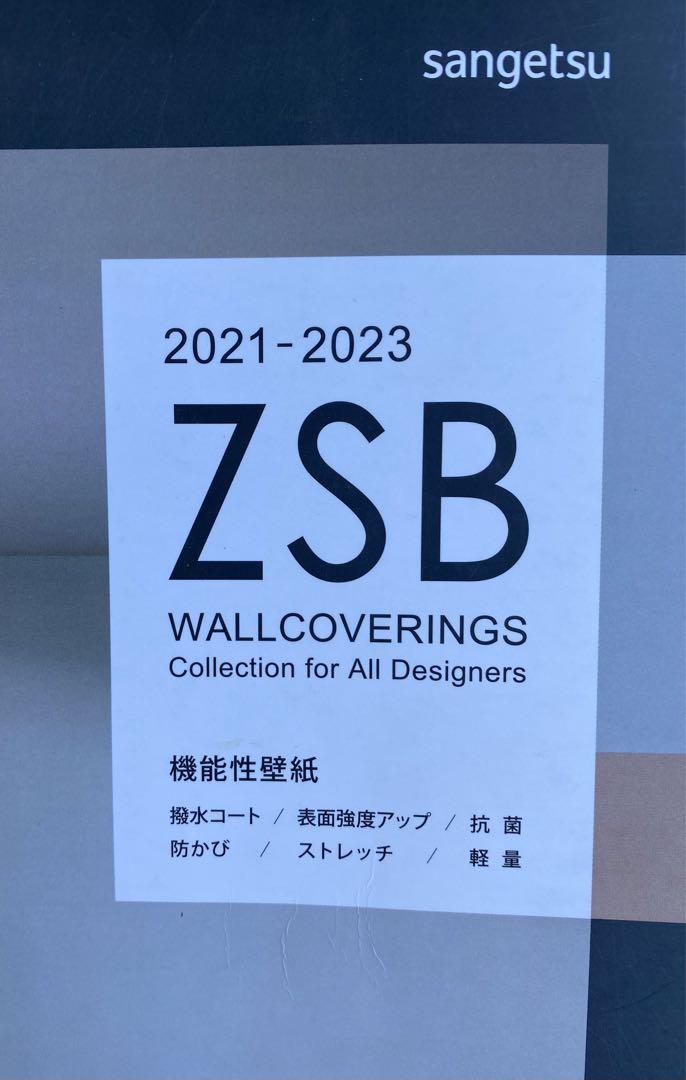 sangetsu
2021-2023
ZSB
WALLCOVERINGS
Collection for All Designers
機能性壁紙
撥水コート / 表面強度アップ / 抗菌
防かび / ストレッチ / 軽量